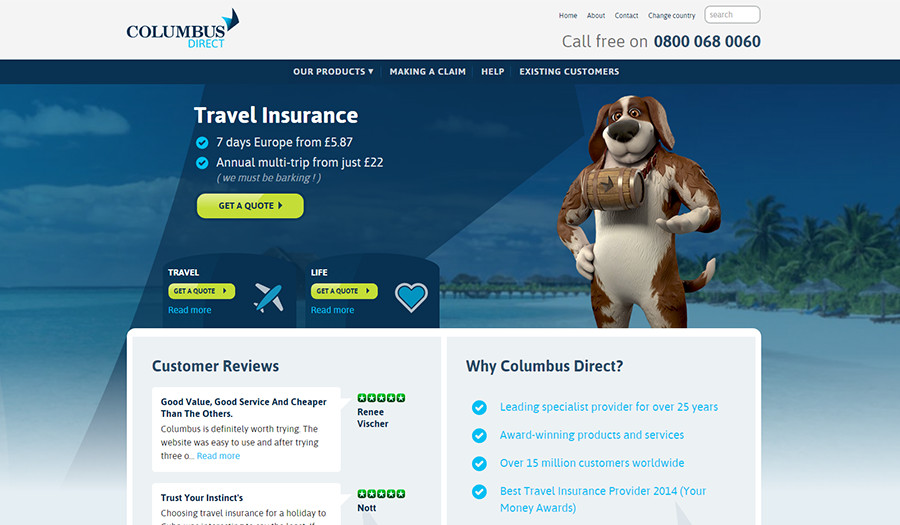 Home About Contact Change country search
COLUMBUS
DIRECT
Call free on 0800 068 0060
OUR PRODUCTS ▾ MAKING A CLAIM HELP EXISTING CUSTOMERS
Travel Insurance
7 days Europe from £5.87
Annual multi-trip from just £22
( we must be barking ! )
GET A QUOTE
TRAVEL
GET A QUOTE
Read more
LIFE
GET A QUOTE
Read more
Customer Reviews
Good Value, Good Service And Cheaper
Than The Others.
Columbus is definitely worth trying. The
website was easy to use and after trying
three o... Read more
Renee
Vischer
Trust Your Instinct's
Choosing travel insurance for a holiday to
Nott
Why Columbus Direct?
Leading specialist provider for over 25 years
Award-winning products and services
Over 15 million customers worldwide
Best Travel Insurance Provider 2014 (Your
Money Awards)